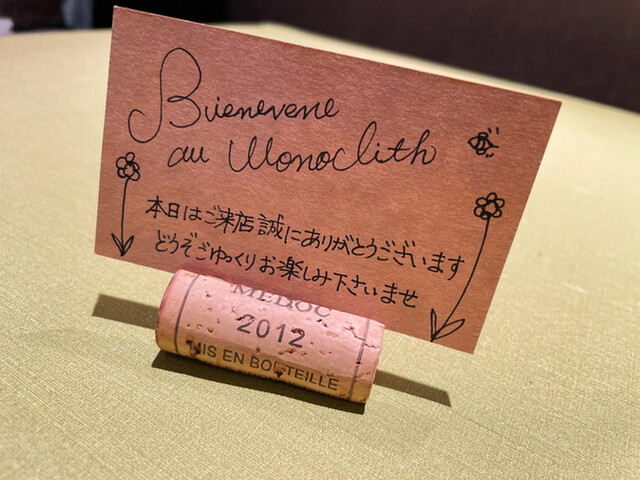 Bienevene
au Monoclith
本日はご来店誠にありがとうございます
どうぞごゆっくりお楽しみ下さいませ
MEDOC
2012
MIS EN BOUTEILLE